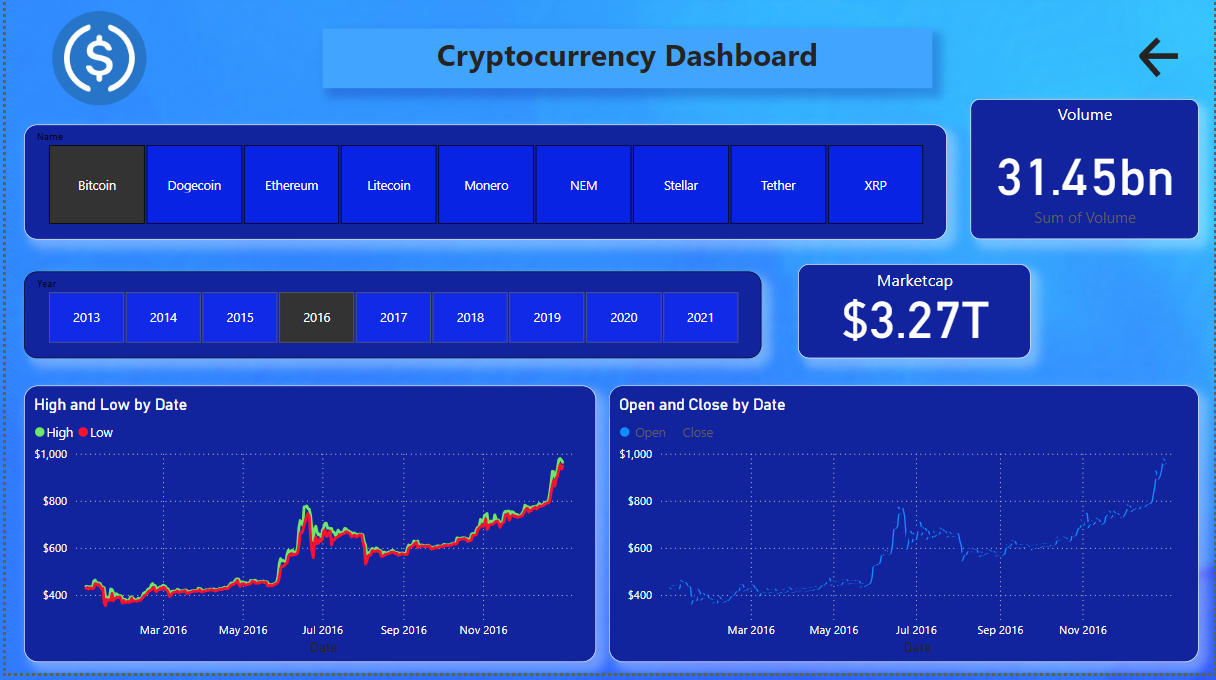 Cryptocurrency Dashboard
Name
Bitcoin Dogecoin Ethereum Litecoin Monero NEM Stellar Tether XRP
Volume
31.45bn
Sum of Volume
Year
2013 2014 2015 2016 2017 2018 2019 2020 2021
Marketcap
$3.27T
High and Low by Date
High Low
$1,000
$800
$600
$400
Mar 2016 May 2016 Jul 2016 Sep 2016 Nov 2016
Date
Open and Close by Date
Open Close
$1,000
$800
$600
$400
Mar 2016 May 2016 Jul 2016 Sep 2016 Nov 2016
Date